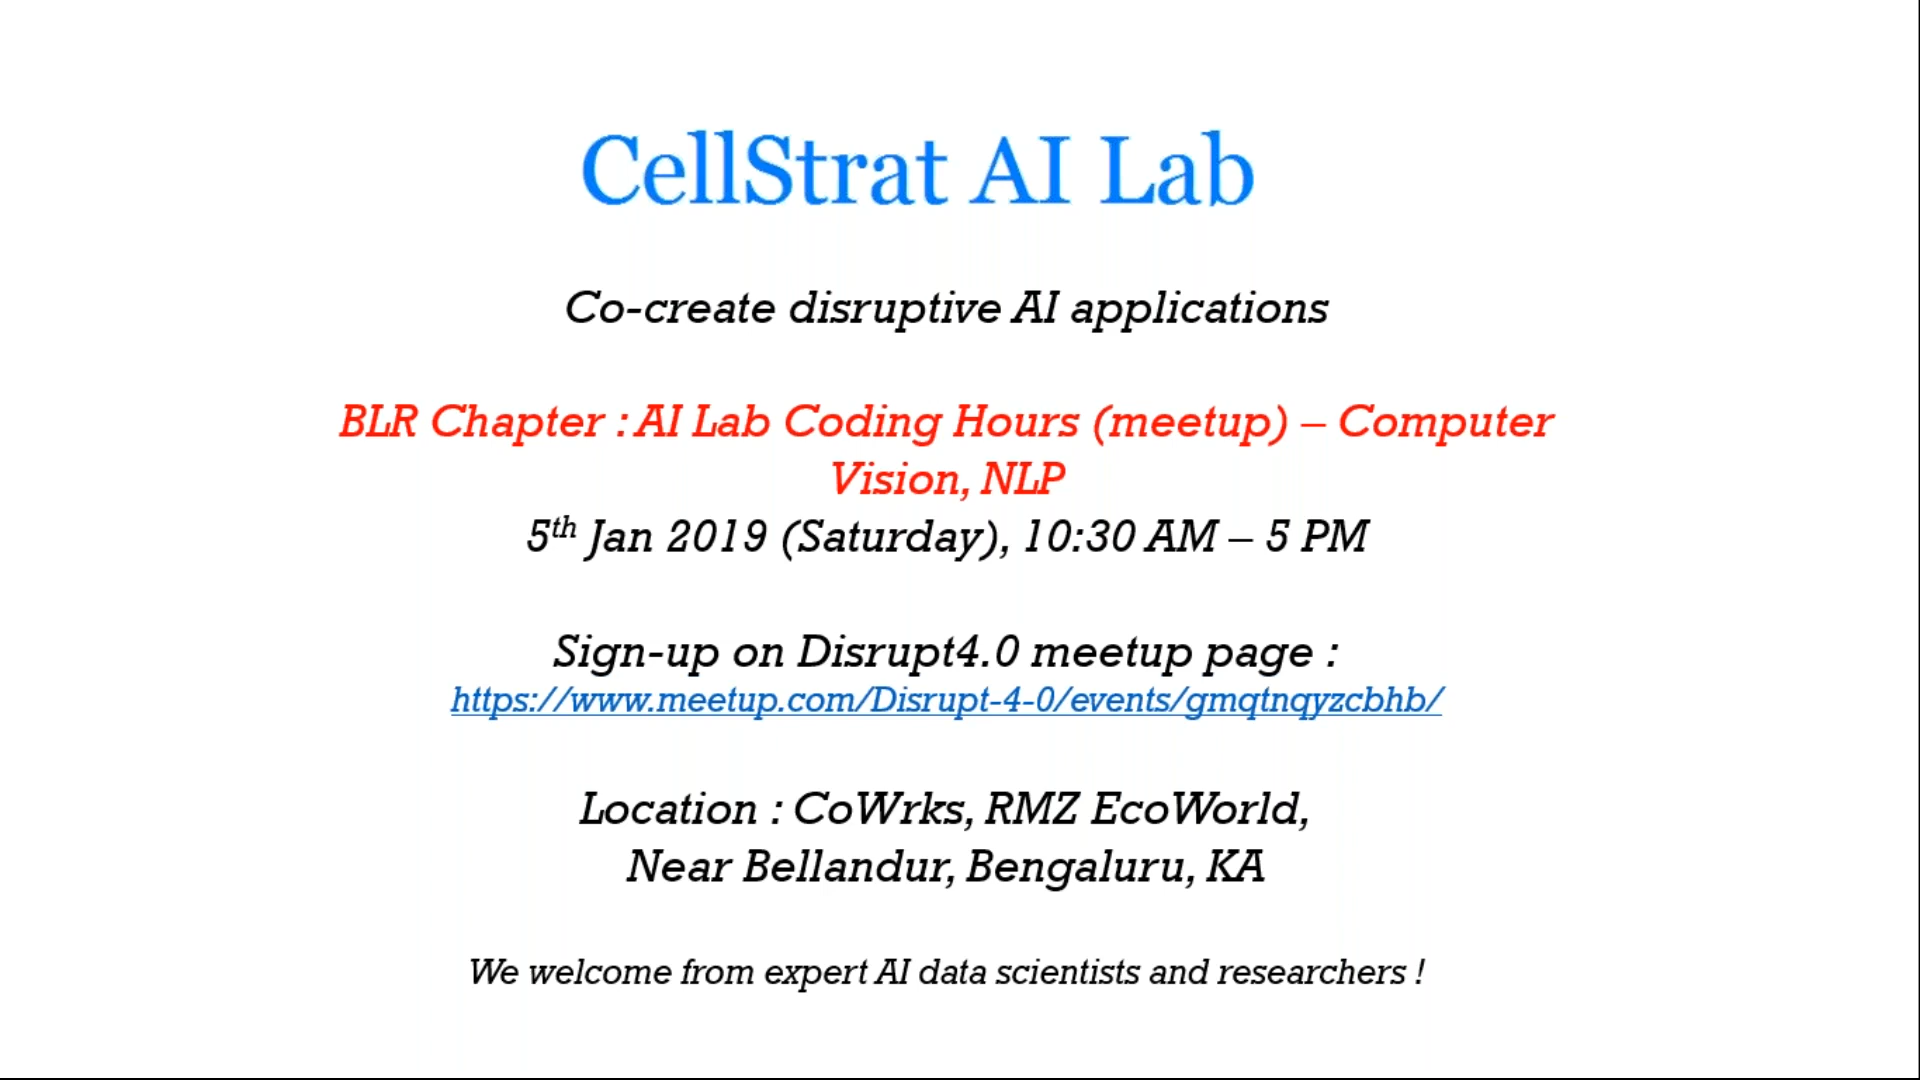 CellStrat AI Lab
Co-create disruptive AI applications
BLR Chapter : AI Lab Coding Hours (meetup) – Computer
Vision, NLP
5th Jan 2019 (Saturday), 10:30 AM – 5 PM
Sign-up on Disrupt4.0 meetup page :
https://www.meetup.com/Disrupt-4-0/events/gmqtnqyzcbhb/
Location : CoWrks, RMZ EcoWorld,
Near Bellandur, Bengaluru, KA
We welcome from expert AI data scientists and researchers !